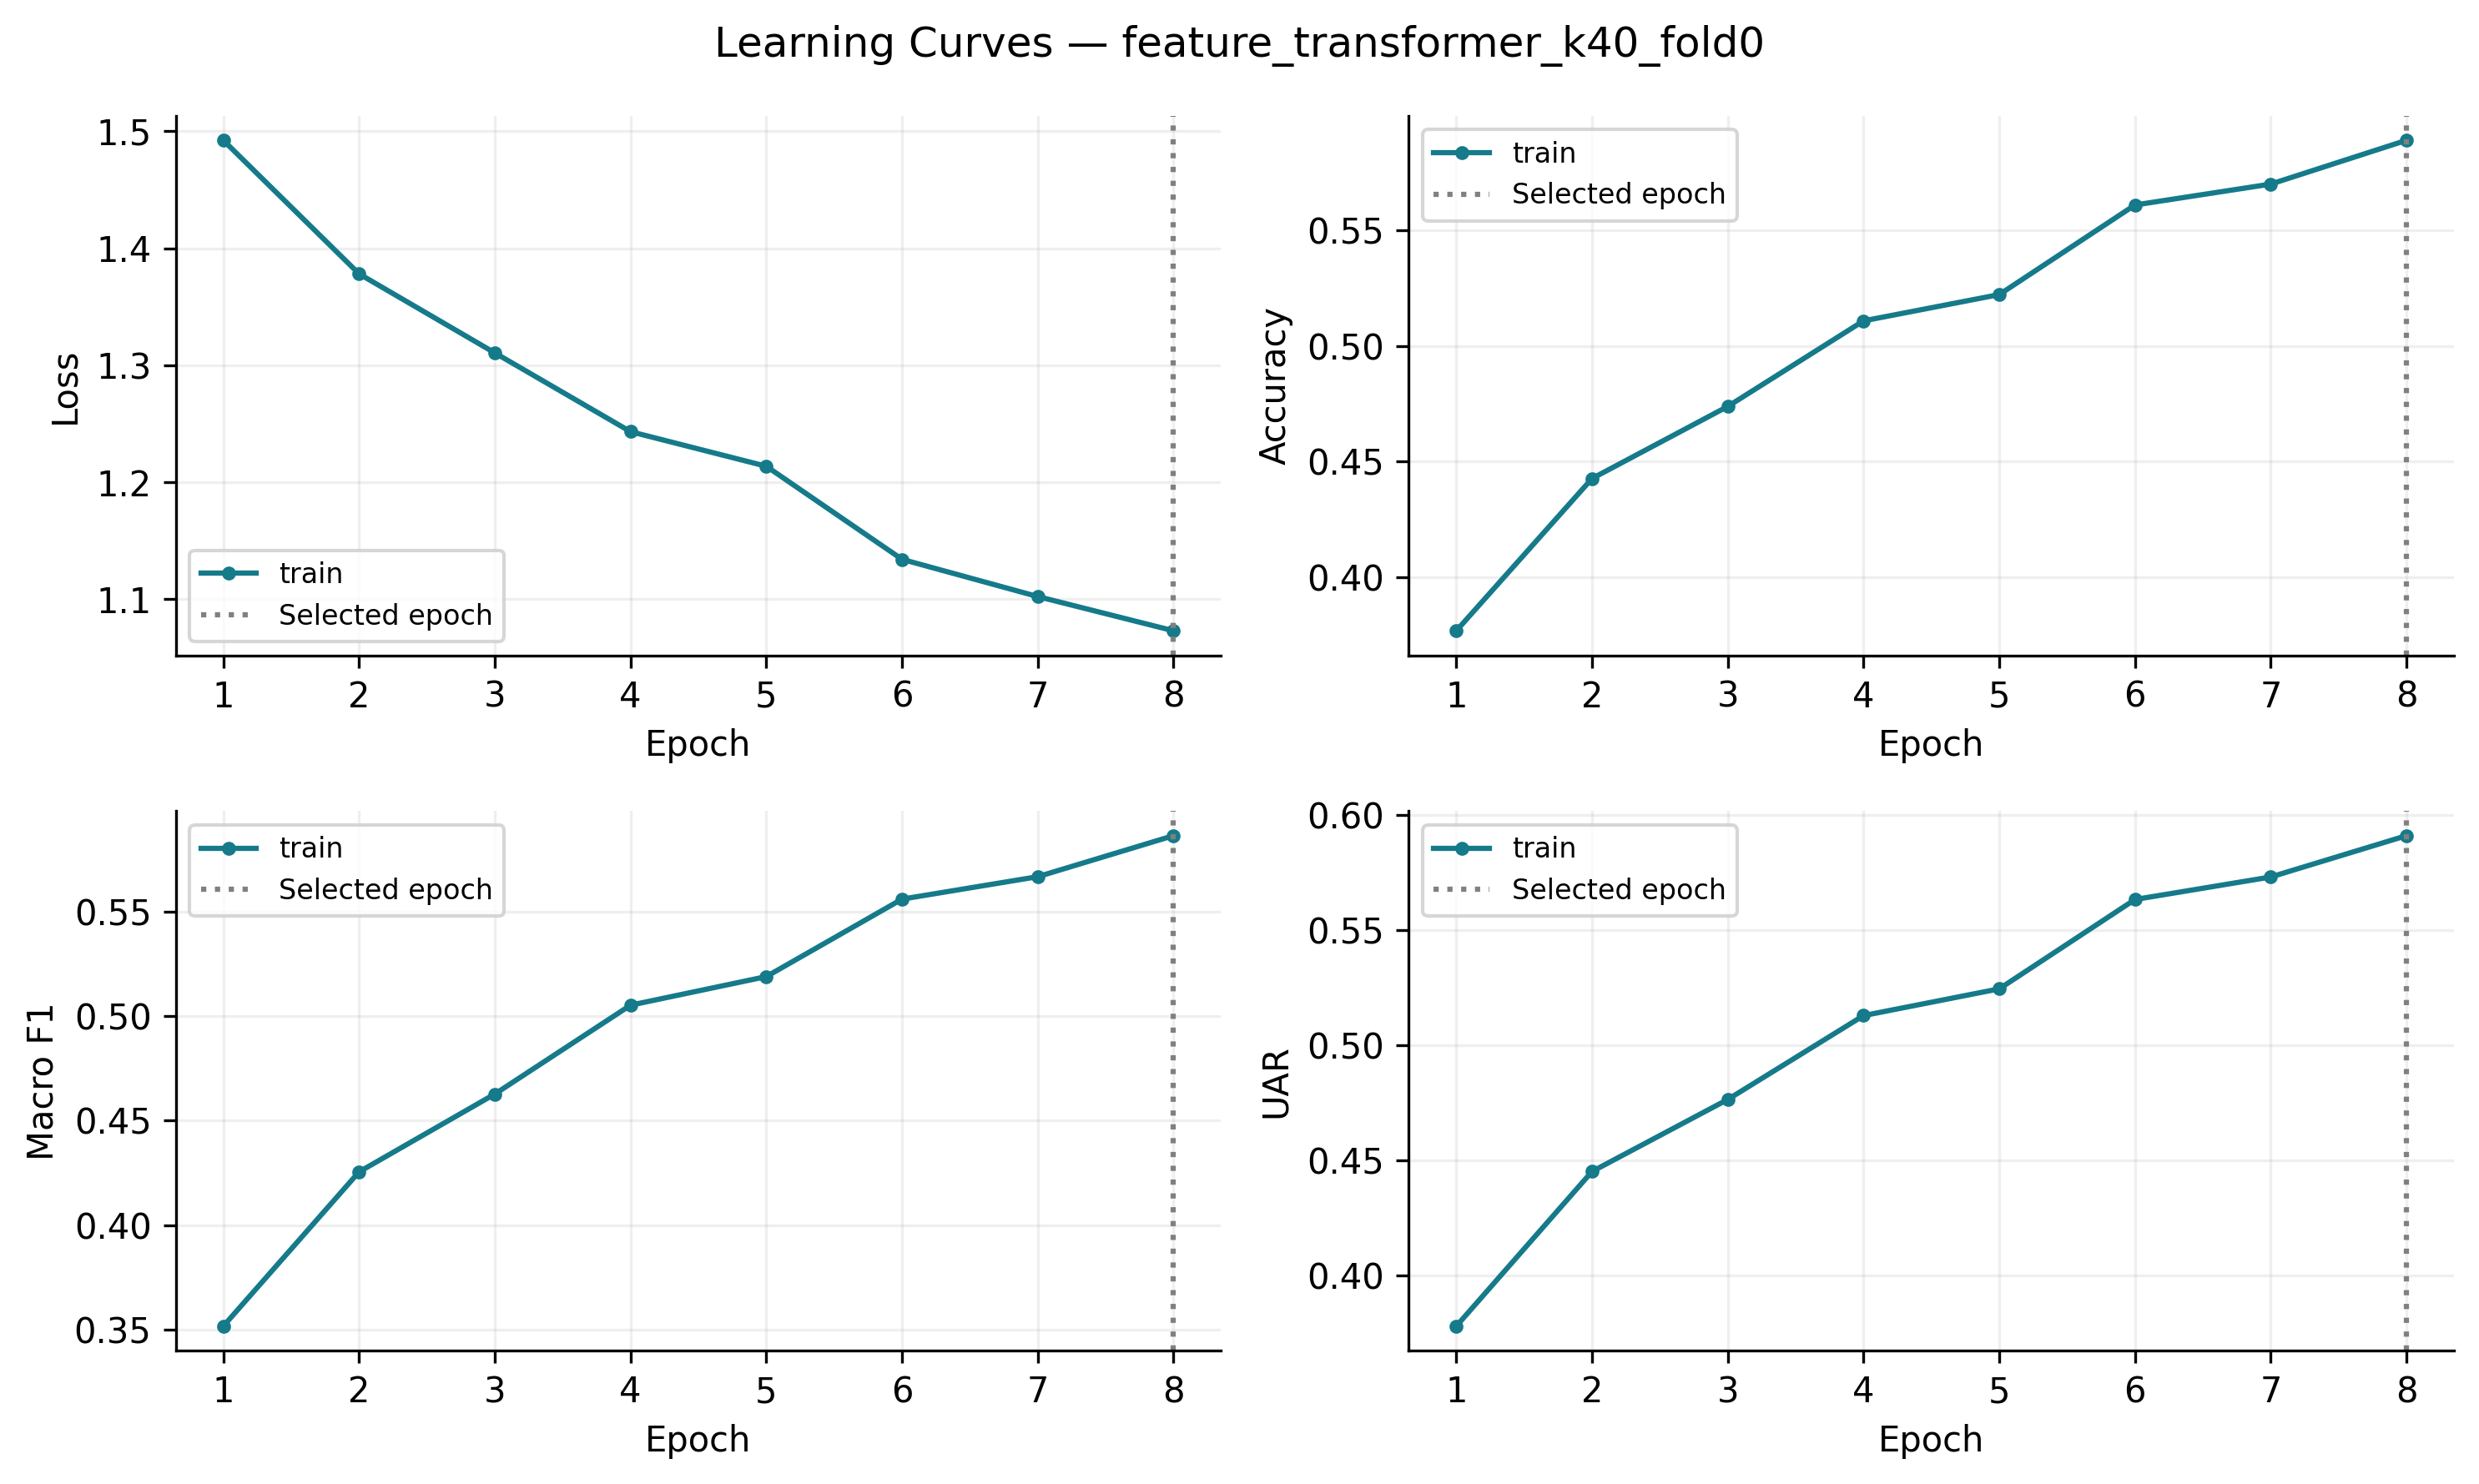 Learning Curves — feature_transformer_k40_fold0
1.5
1.4
1.3
1.2
1.1
Loss
train
Selected epoch
1 2 3 4 5 6 7 8
Epoch
0.55
0.50
0.45
0.40
Accuracy
train
Selected epoch
1 2 3 4 5 6 7 8
Epoch
0.55
0.50
0.45
0.40
0.35
Macro F1
train
Selected epoch
1 2 3 4 5 6 7 8
Epoch
0.60
0.55
0.50
0.45
0.40
UAR
train
Selected epoch
1 2 3 4 5 6 7 8
Epoch